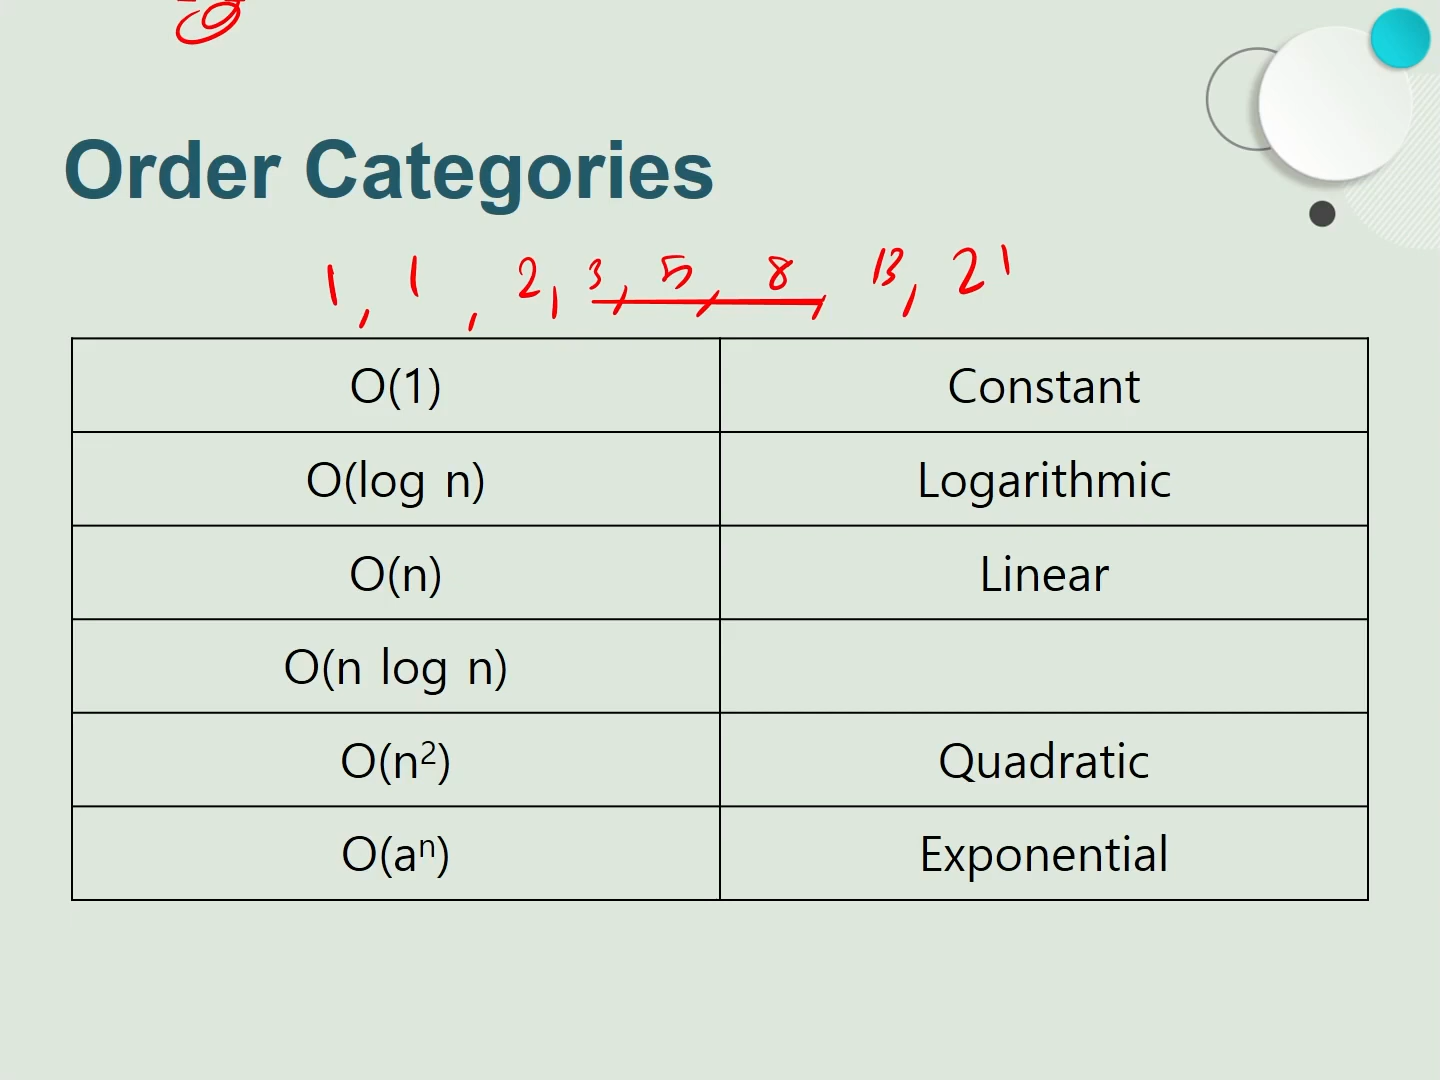 Order Categories
1, 1, 2, 3, 5, 8, 13, 21
O(1) Constant
O(log n) Logarithmic
O(n) Linear
O(n log n)
O(n²) Quadratic
O(aⁿ) Exponential